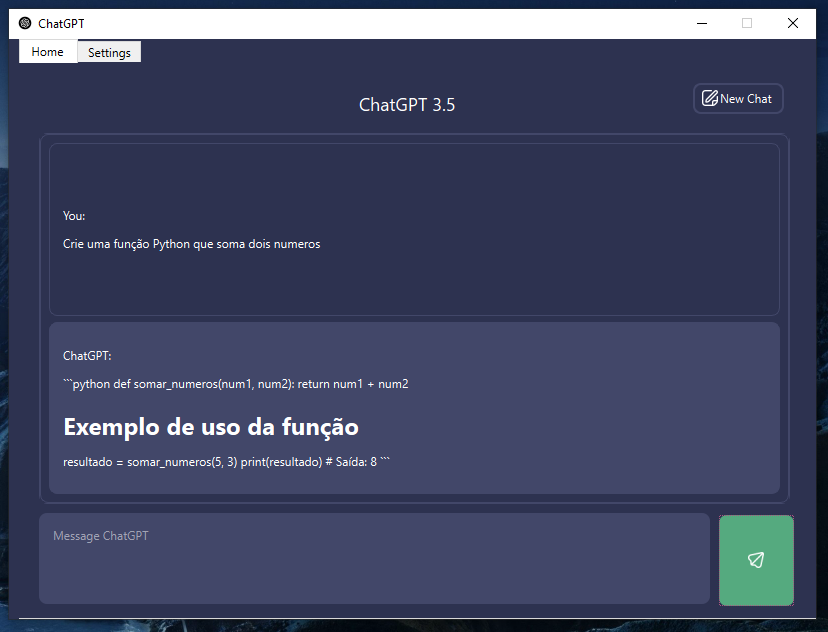 ChatGPT
Home Settings
ChatGPT 3.5
New Chat
You:
Crie uma função Python que soma dois numeros
ChatGPT:
```python def somar_numeros(num1, num2): return num1 + num2
Exemplo de uso da função
resultado = somar_numeros(5, 3) print(resultado) # Saída: 8 ```
Message ChatGPT